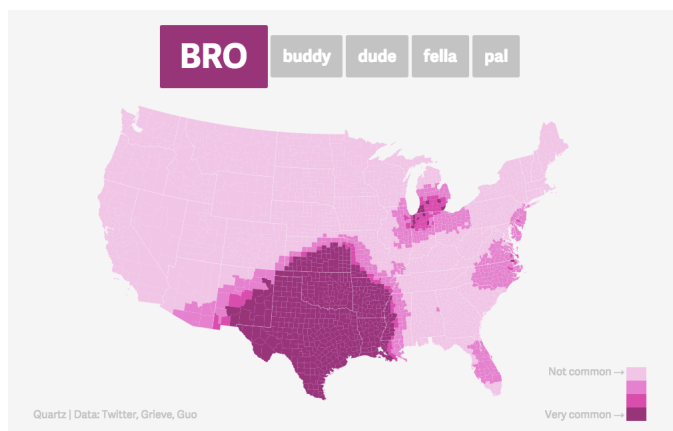 BRO buddy dude fella pal
Not common →
Very common →
Quartz | Data: Twitter, Grieve, Guo